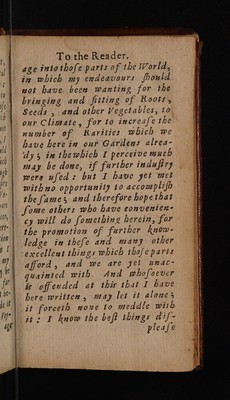 To the Reader.
age into those parts of the World,
in which my endeavours should
not have been wanting for the
bringing and fitting of Roots,
Seeds, and other Vegetables, to
our Climate, for to increase the
number of Rarities which we
have here in our Gardens alrea-
dy; in the which I perceive much
may be done, if further industry
were used: but I have yet met
with no opportunity to accomplish
the same; and therefore hope that
some others who have convenien-
cy will do something herein, for
the promotion of further know-
ledge in these and many other
excellent things which those parts
afford, and we are yet unac-
quainted with. And whosoever
is offended at this that I have
here written, may let it alone;
it forceth none to meddle with
it: I know the best things dis-
please